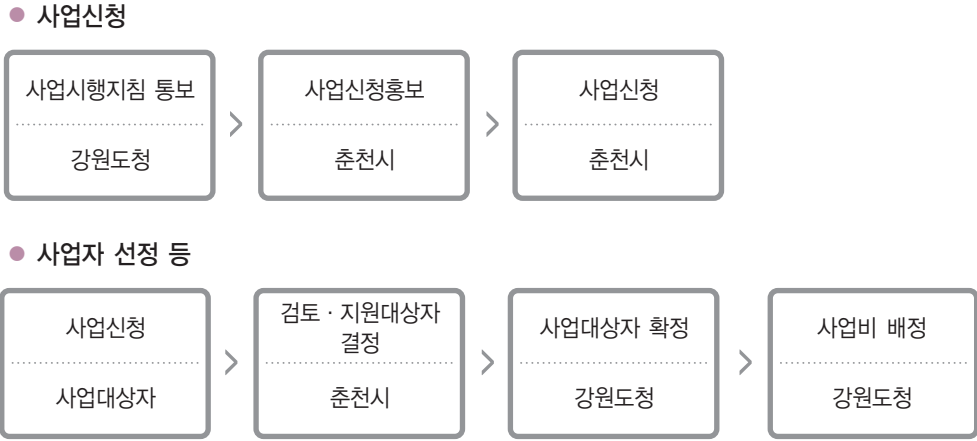 ● 사업신청
사업시행지침 통보 > 사업신청홍보 > 사업신청
강원도청 춘천시 춘천시
● 사업자 선정 등
사업신청 > 검토 · 지원대상자 결정 > 사업대상자 확정 > 사업비 배정
사업대상자 춘천시 강원도청 강원도청